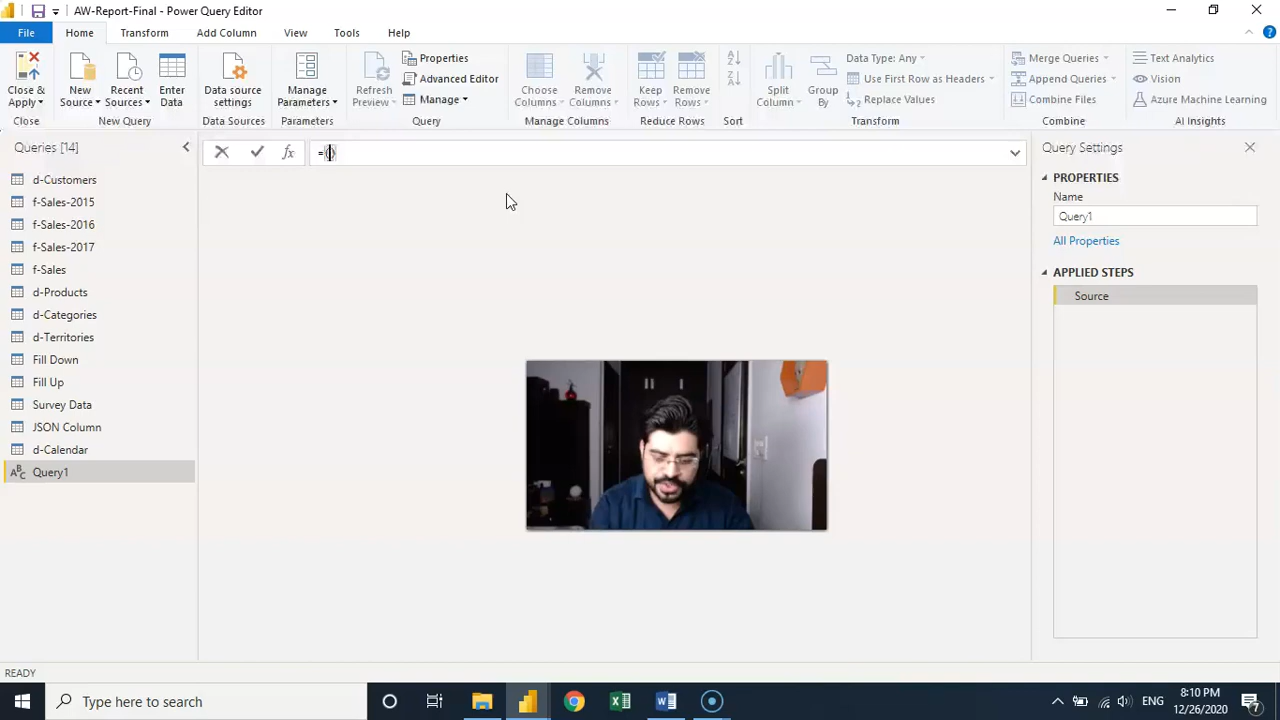 AW-Report-Final - Power Query Editor
File
Home
Transform
Add Column
View
Tools
Help
Close & Apply
New Source
Recent Sources
Enter Data
Data source settings
Manage Parameters
Refresh Preview
Properties
Advanced Editor
Manage
Choose Columns
Remove Columns
Keep Rows
Remove Rows
Split Column
Group By
Data Type: Any
Use First Row as Headers
Replace Values
Merge Queries
Append Queries
Combine Files
Text Analytics
Vision
Azure Machine Learning
Close
New Query
Data Sources
Parameters
Query
Manage Columns
Reduce Rows
Sort
Transform
Combine
AI Insights
Queries [14]
d-Customers
f-Sales-2015
f-Sales-2016
f-Sales-2017
f-Sales
d-Products
d-Categories
d-Territories
Fill Down
Fill Up
Survey Data
JSON Column
d-Calendar
Query1
fx
Query Settings
PROPERTIES
Name
Query1
All Properties
APPLIED STEPS
Source
READY
Type here to search
ENG
8:10 PM
12/26/2020
7